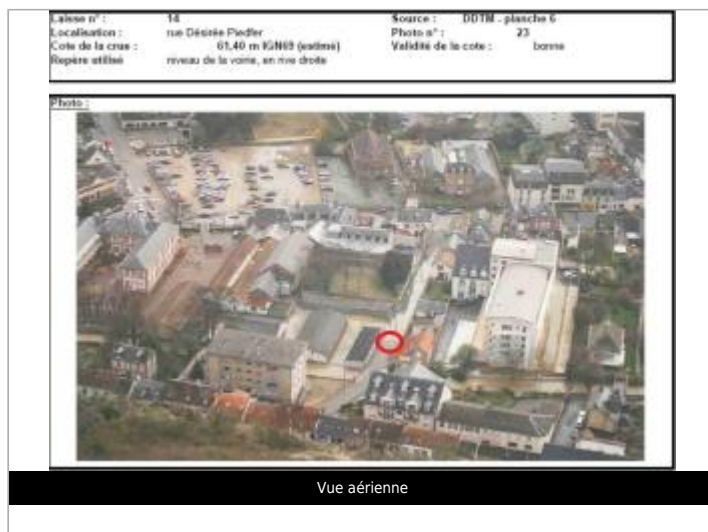 Laisse n° : 14 Source : DDTM - planche 6
Localisation : rue Désirée Piedfer Photo n° : 23
Cote de la crue : 61,40 m IGN69 (estimé) Validité de la cote : bonne
Repère utilisé niveau de la voirie, en rive droite
Photo :
Vue aérienne